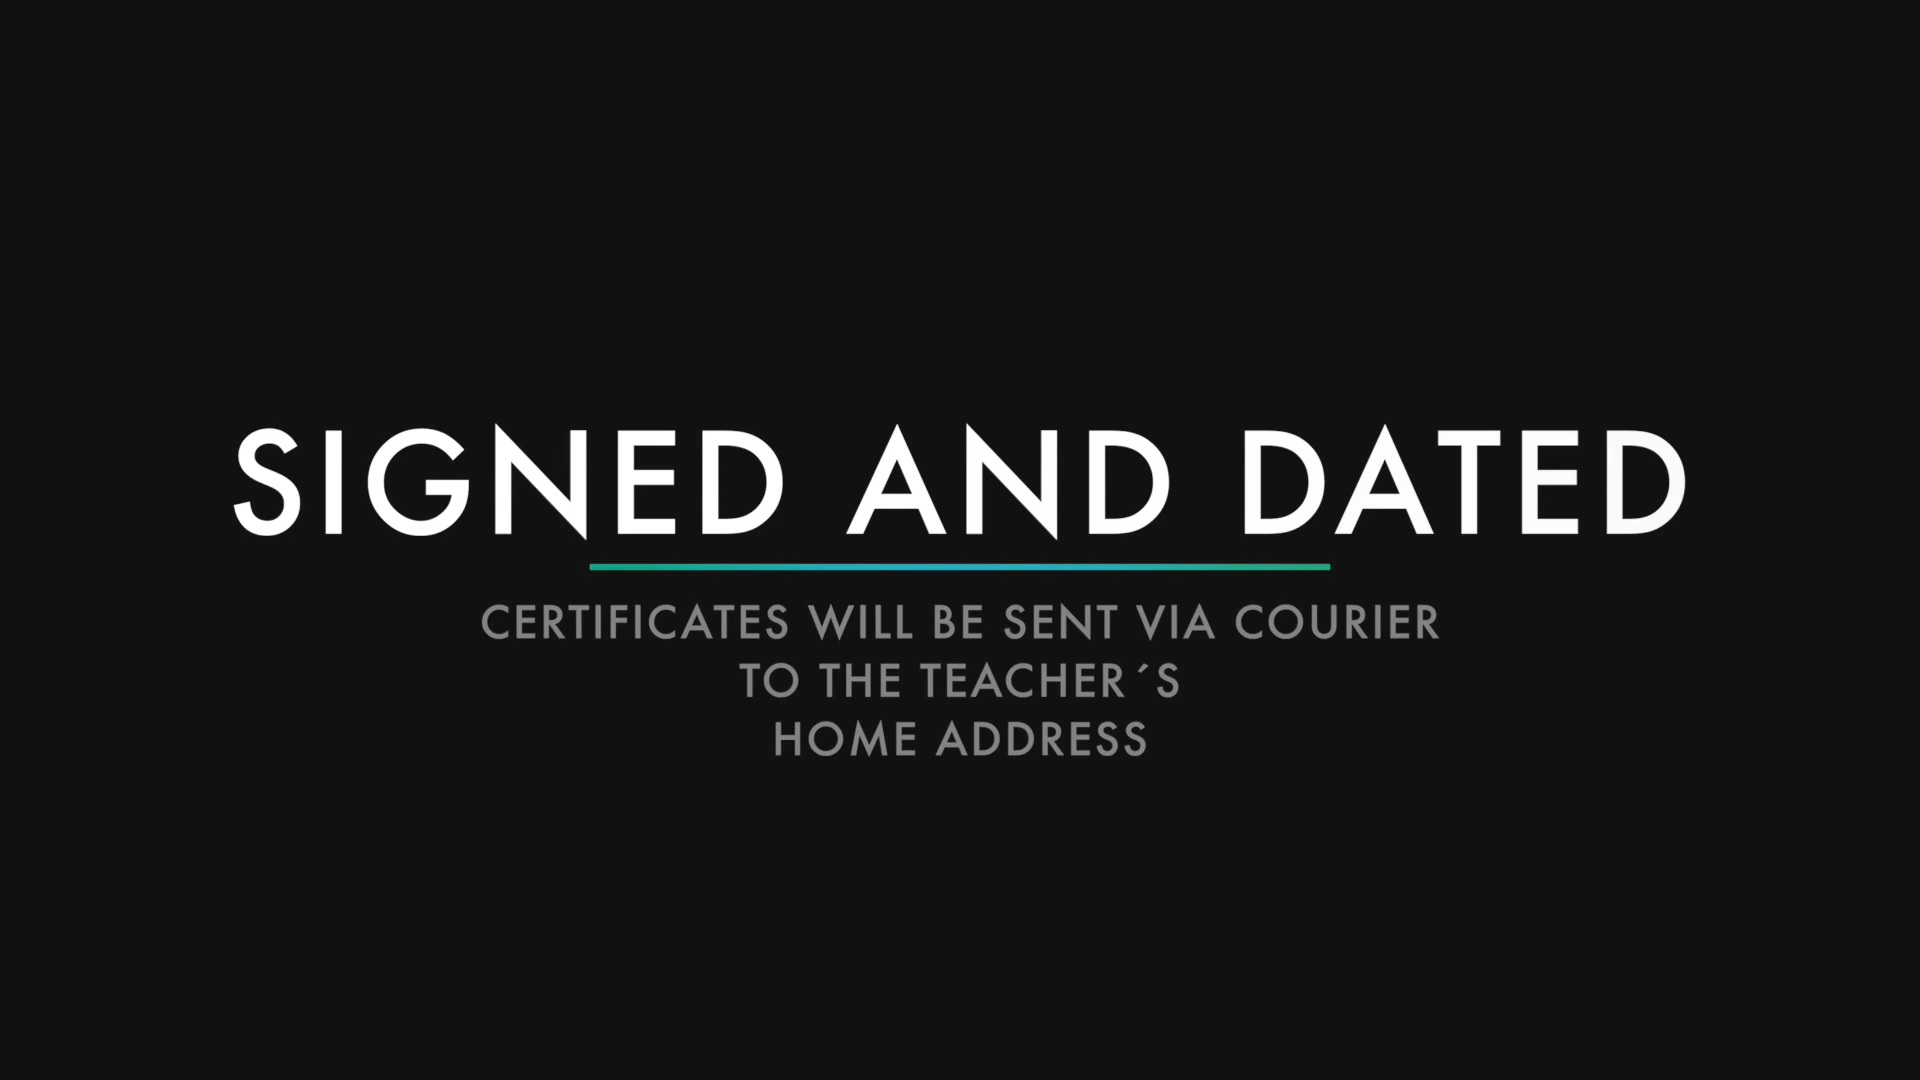 SIGNED AND DATED
CERTIFICATES WILL BE SENT VIA COURIER
TO THE TEACHER´S
HOME ADDRESS